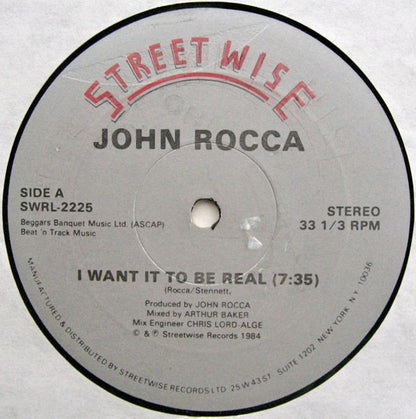 STREETWISE
JOHN ROCCA
SIDE A
SWRL-2225
Beggars Banquet Music Ltd. (ASCAP)
Beat 'n Track Music
STEREO
33 1/3 RPM
I WANT IT TO BE REAL (7:35)
(Rocca/Stennett,
Produced by JOHN ROCCA
Mixed by ARTHUR BAKER
Mix Engineer CHRIS LORD-ALGE
© & ℗ Streetwise Records 1984
MANUFACTURED & DISTRIBUTED BY STREETWISE RECORDS LTD. 25 W 43 ST. SUITE 1202, NEW YORK, N.Y. 10036